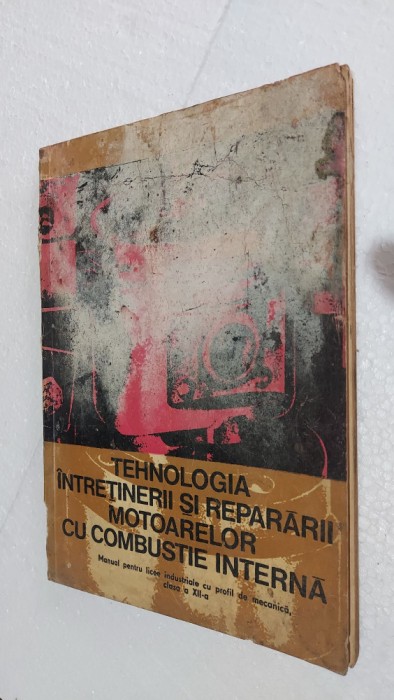 TEHNOLOGIA
ÎNTREȚINERII ȘI REPARĂRII
MOTOARELOR
CU COMBUSTIE INTERNĂ
Manual pentru licee industriale cu profil de mecanică,
clasa a XII-a